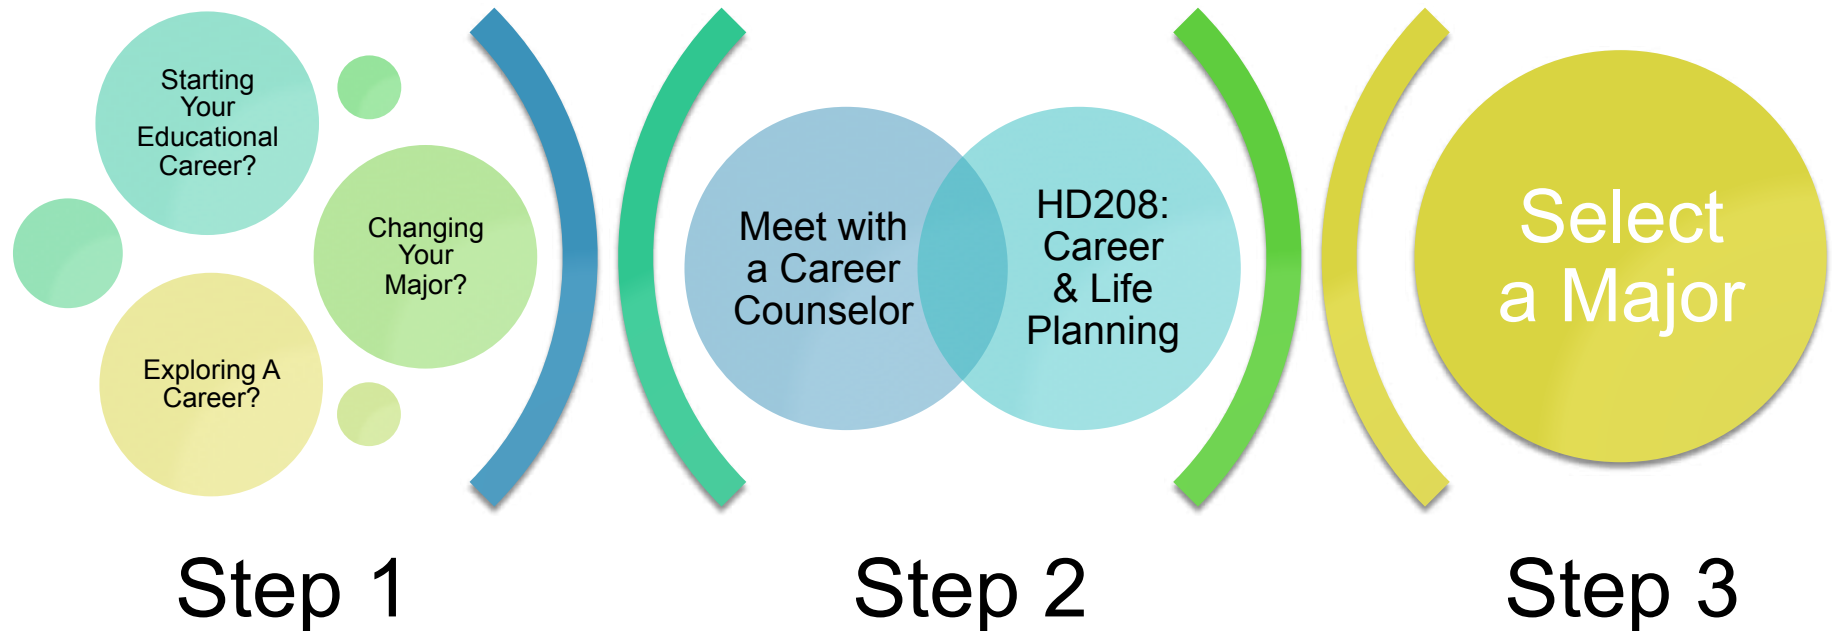 Starting
Your
Educational
Career?
Changing
Your
Major?
Exploring A
Career?
Meet with
a Career
Counselor
HD208:
Career
& Life
Planning
Select
a Major
Step 1
Step 2
Step 3